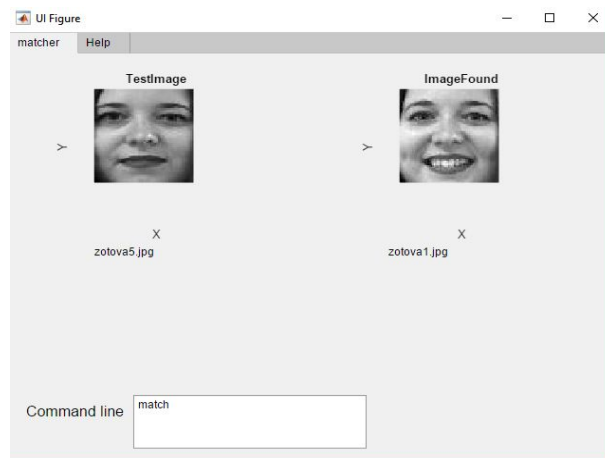 UI Figure
matcher Help
TestImage ImageFound
Y Y
X X
zotova5.jpg zotova1.jpg
Command line match